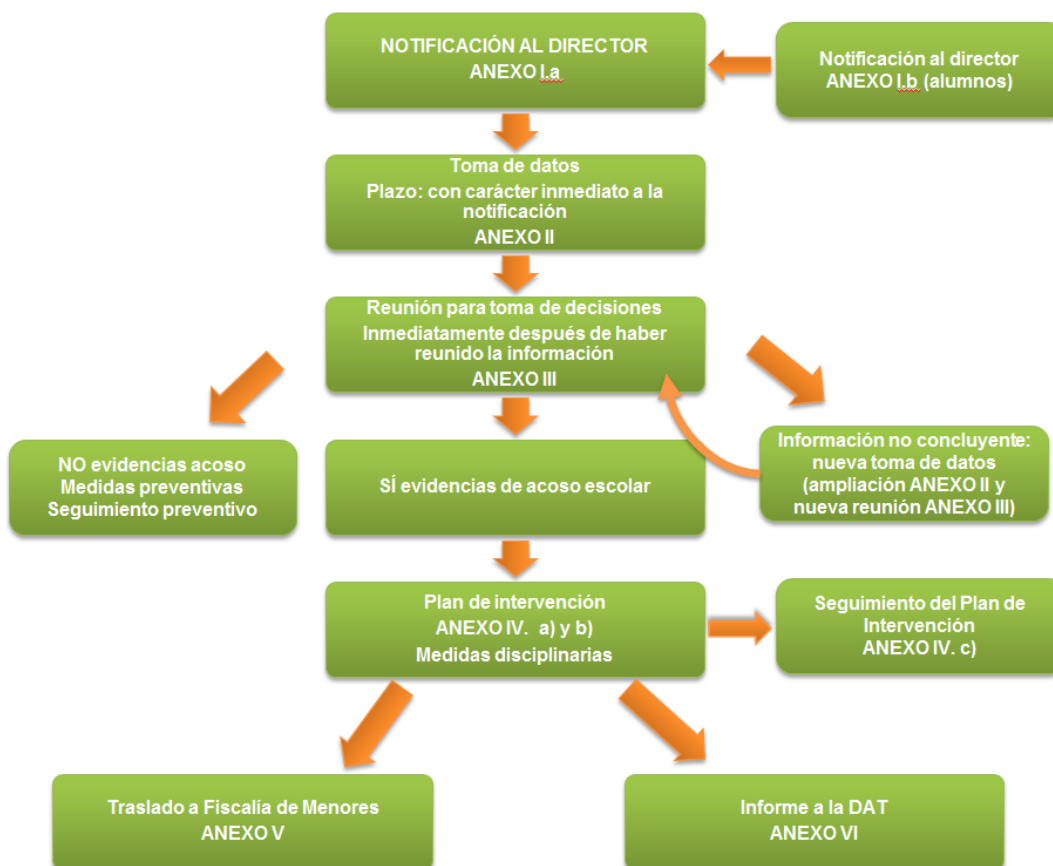 NOTIFICACIÓN AL DIRECTOR
ANEXO I.a
Notificación al director
ANEXO I.b (alumnos)
Toma de datos
Plazo: con carácter inmediato a la
notificación
ANEXO II
Reunión para toma de decisiones
Inmediatamente después de haber
reunido la información
ANEXO III
NO evidencias acoso
Medidas preventivas
Seguimiento preventivo
SÍ evidencias de acoso escolar
Información no concluyente:
nueva toma de datos
(ampliación ANEXO II y
nueva reunión ANEXO III)
Plan de intervención
ANEXO IV. a) y b)
Medidas disciplinarias
Seguimiento del Plan de
Intervención
ANEXO IV. c)
Traslado a Fiscalía de Menores
ANEXO V
Informe a la DAT
ANEXO VI